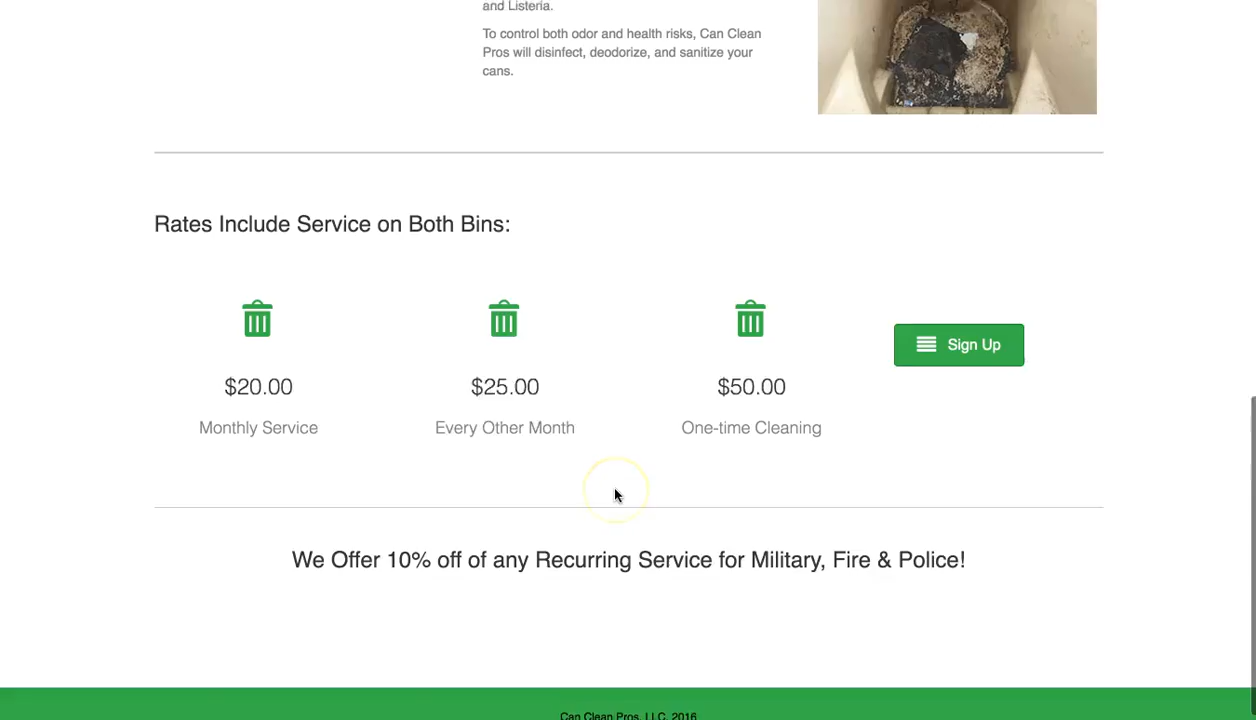 and Listeria.
To control both odor and health risks, Can Clean
Pros will disinfect, deodorize, and sanitize your
cans.
Rates Include Service on Both Bins:
$20.00
Monthly Service
$25.00
Every Other Month
$50.00
One-time Cleaning
Sign Up
We Offer 10% off of any Recurring Service for Military, Fire & Police!
Can Clean Pros, LLC, 2016